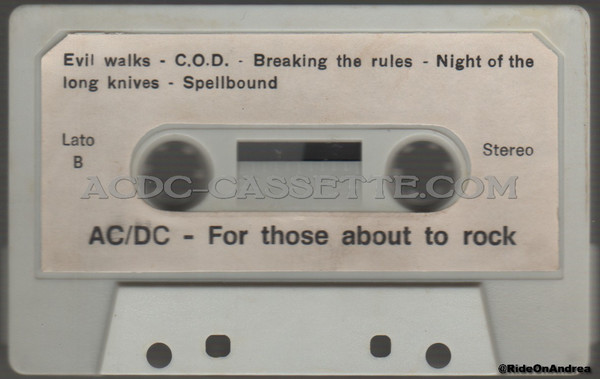 Evil walks - C.O.D. - Breaking the rules - Night of the
long knives - Spellbound
Lato
B
Stereo
ACDC-CASSETTE.COM
AC/DC - For those about to rock
@RideOnAndrea